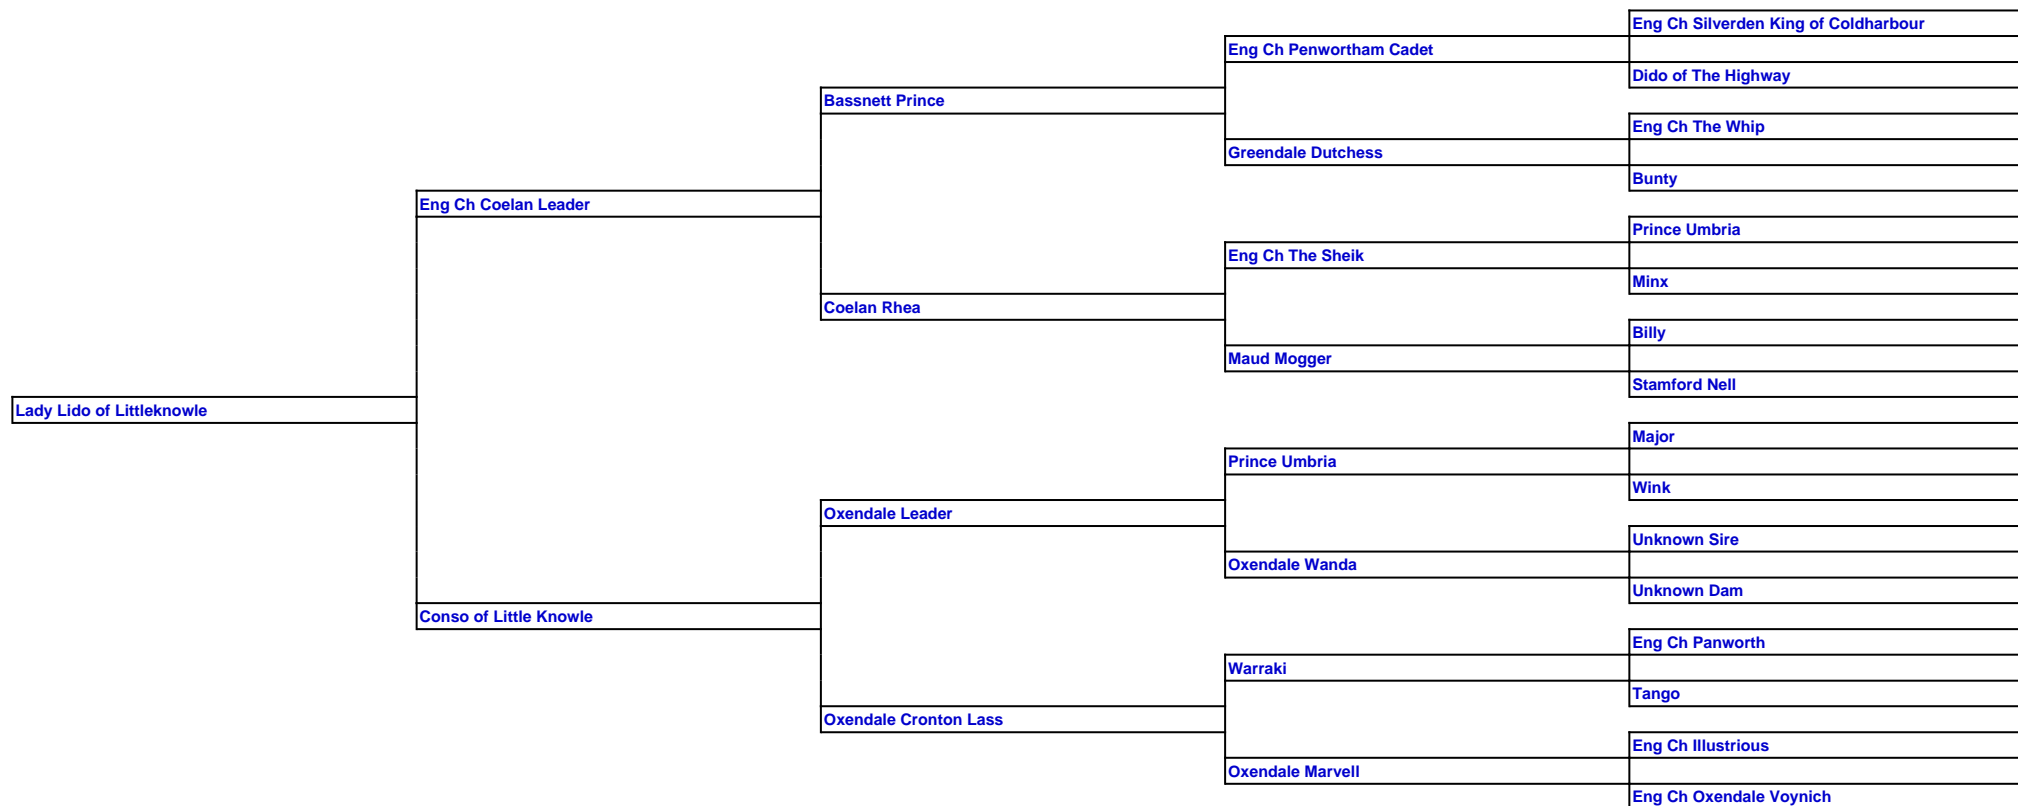 Eng Ch Silverden King of Coldharbour
Eng Ch Penwortham Cadet
Dido of The Highway
Bassnett Prince
Eng Ch The Whip
Greendale Dutchess
Bunty
Eng Ch Coelan Leader
Prince Umbria
Eng Ch The Sheik
Minx
Coelan Rhea
Billy
Maud Mogger
Stamford Nell
Lady Lido of Littleknowle
Major
Prince Umbria
Wink
Oxendale Leader
Unknown Sire
Oxendale Wanda
Unknown Dam
Conso of Little Knowle
Eng Ch Panworth
Warraki
Tango
Oxendale Cronton Lass
Eng Ch Illustrious
Oxendale Marvell
Eng Ch Oxendale Voynich